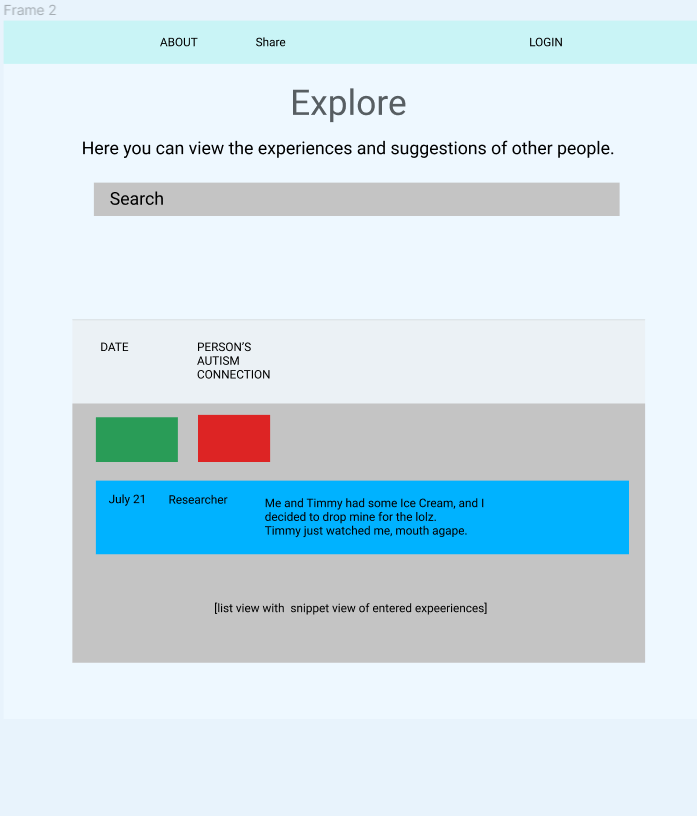 Frame 2
ABOUT Share LOGIN
Explore
Here you can view the experiences and suggestions of other people.
Search
DATE
PERSON'S
AUTISM
CONNECTION
July 21 Researcher
Me and Timmy had some Ice Cream, and I
decided to drop mine for the lolz.
Timmy just watched me, mouth agape.
[list view with  snippet view of entered expeeriences]